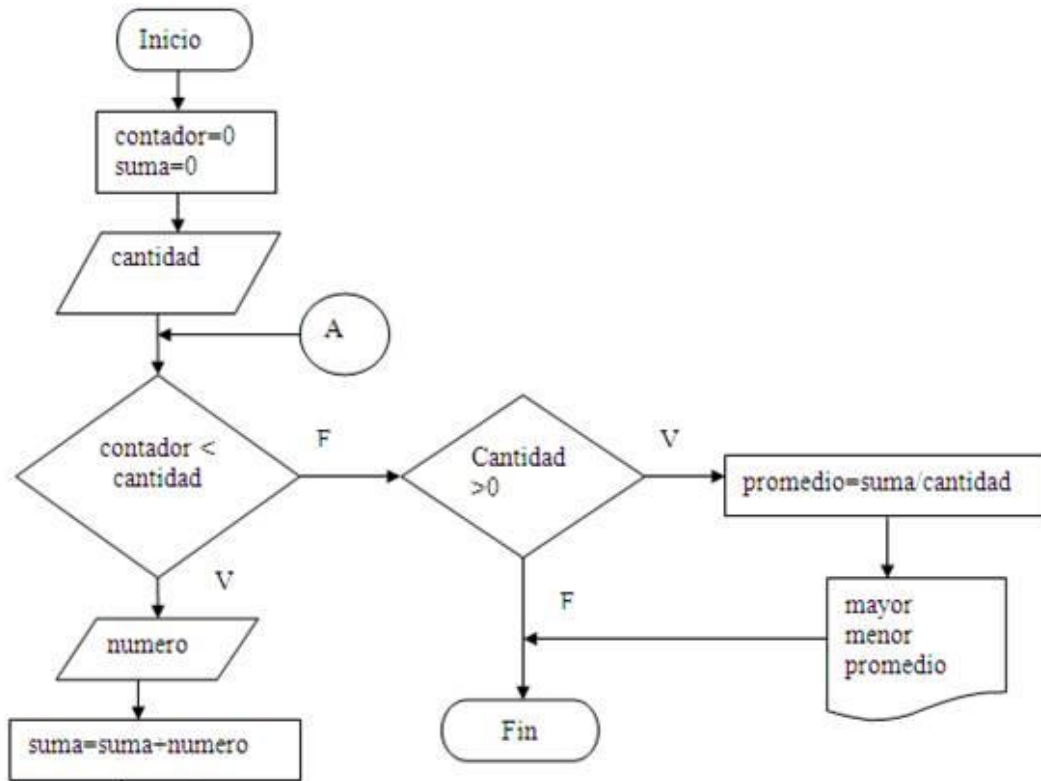 Inicio
contador=0
suma=0
cantidad
A
contador <
cantidad
F
V
Cantidad
>0
V
F
promedio=suma/cantidad
mayor
menor
promedio
numero
suma=suma+numero
Fin